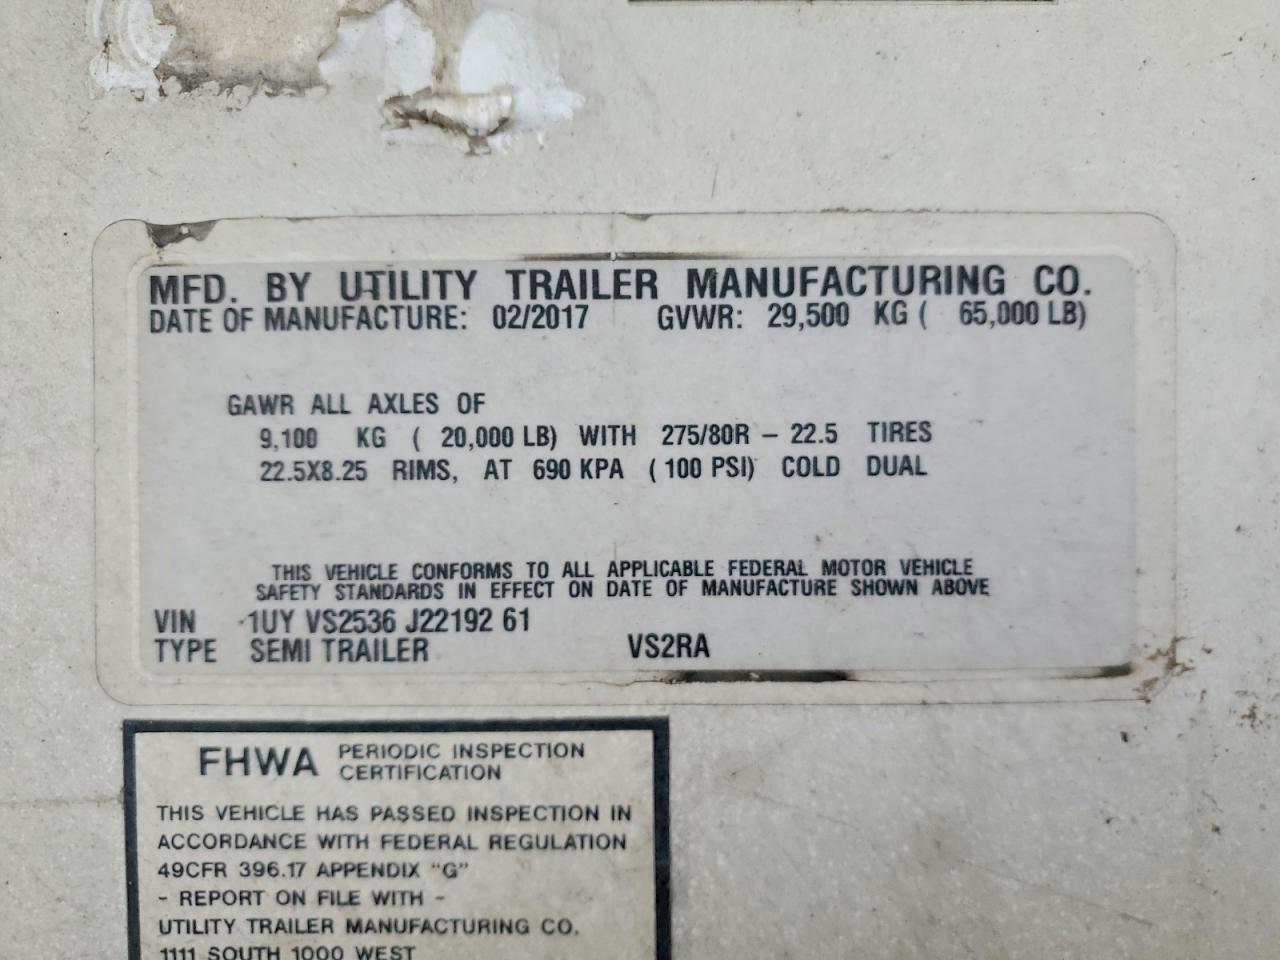 MFD. BY UTILITY TRAILER MANUFACTURING CO.
DATE OF MANUFACTURE: 02/2017 GVWR: 29,500 KG ( 65,000 LB)
GAWR ALL AXLES OF
9,100 KG ( 20,000 LB) WITH 275/80R – 22.5 TIRES
22.5X8.25 RIMS, AT 690 KPA (100 PSI) COLD DUAL
THIS VEHICLE CONFORMS TO ALL APPLICABLE FEDERAL MOTOR VEHICLE
SAFETY STANDARDS IN EFFECT ON DATE OF MANUFACTURE SHOWN ABOVE
VIN 1UY VS2536 J22192 61
TYPE SEMI TRAILER VS2RA
FHWA PERIODIC INSPECTION
CERTIFICATION
THIS VEHICLE HAS PASSED INSPECTION IN
ACCORDANCE WITH FEDERAL REGULATION
49CFR 396.17 APPENDIX "G"
- REPORT ON FILE WITH -
UTILITY TRAILER MANUFACTURING CO.
1111 SOUTH 1000 WEST